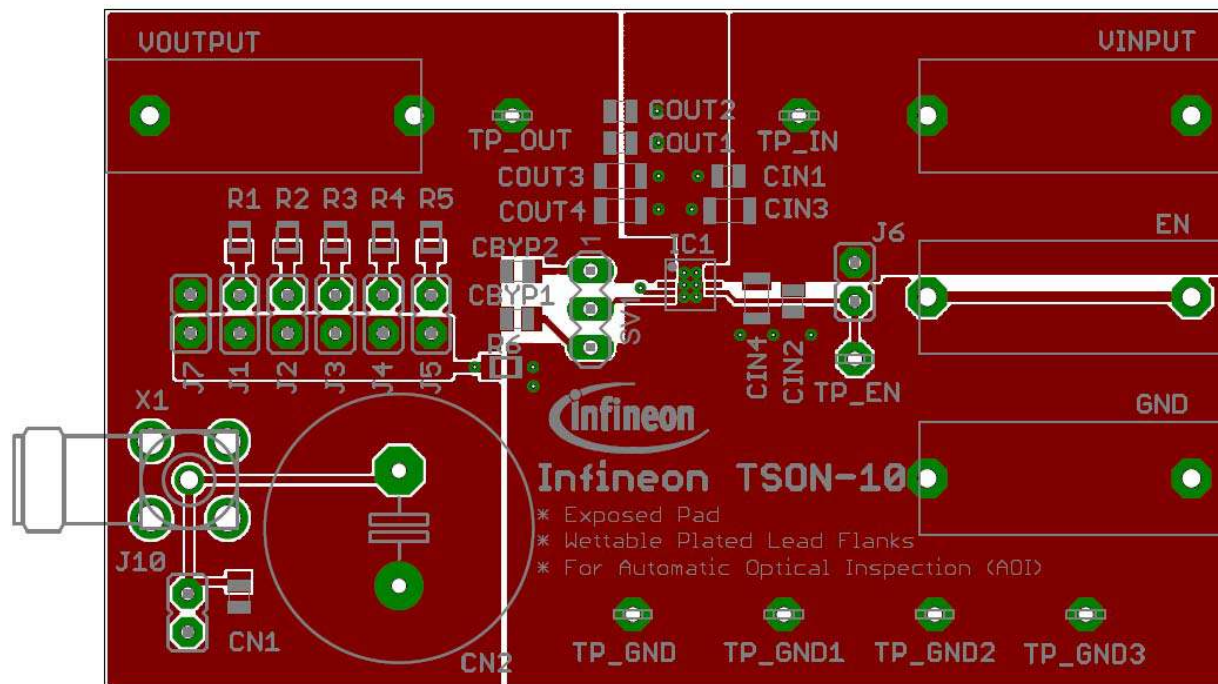 VOUTPUT
VINPUT
COUT2
TP_OUT
COUT1
TP_IN
COUT3
CIN1
COUT4
CIN3
R1 R2 R3 R4 R5
EN
J6
CBYP2
IC1
CBYP1
SV1
R6
J7 J1 J2 J3 J4 J5
CIN4
CIN2
TP_EN
X1
GND
infineon
Infineon TSON-10
* Exposed Pad
* Wettable Plated Lead Flanks
* For Automatic Optical Inspection (AOI)
J10
CN1
CN2
TP_GND TP_GND1 TP_GND2 TP_GND3